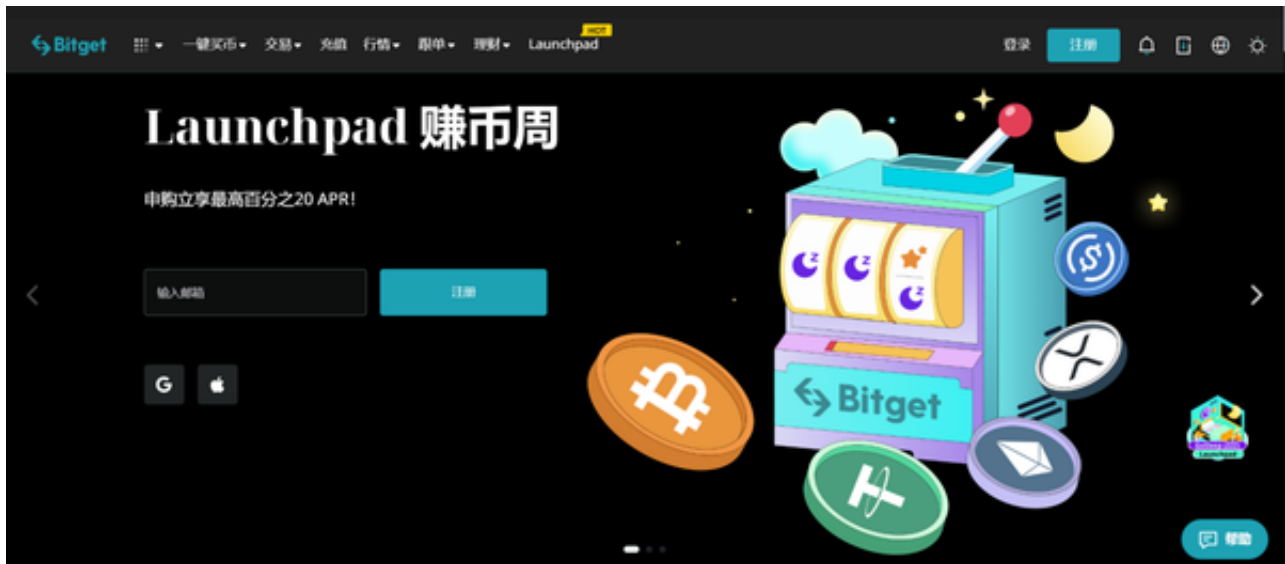 HOT
Bitget 一键买币 交易 充值 行情 跟单 理财 Launchpad 登录 注册
Launchpad 赚币周
申购立享最高百分之20 APR!
输入邮箱 注册
G
Bitget
Launchpad
帮助